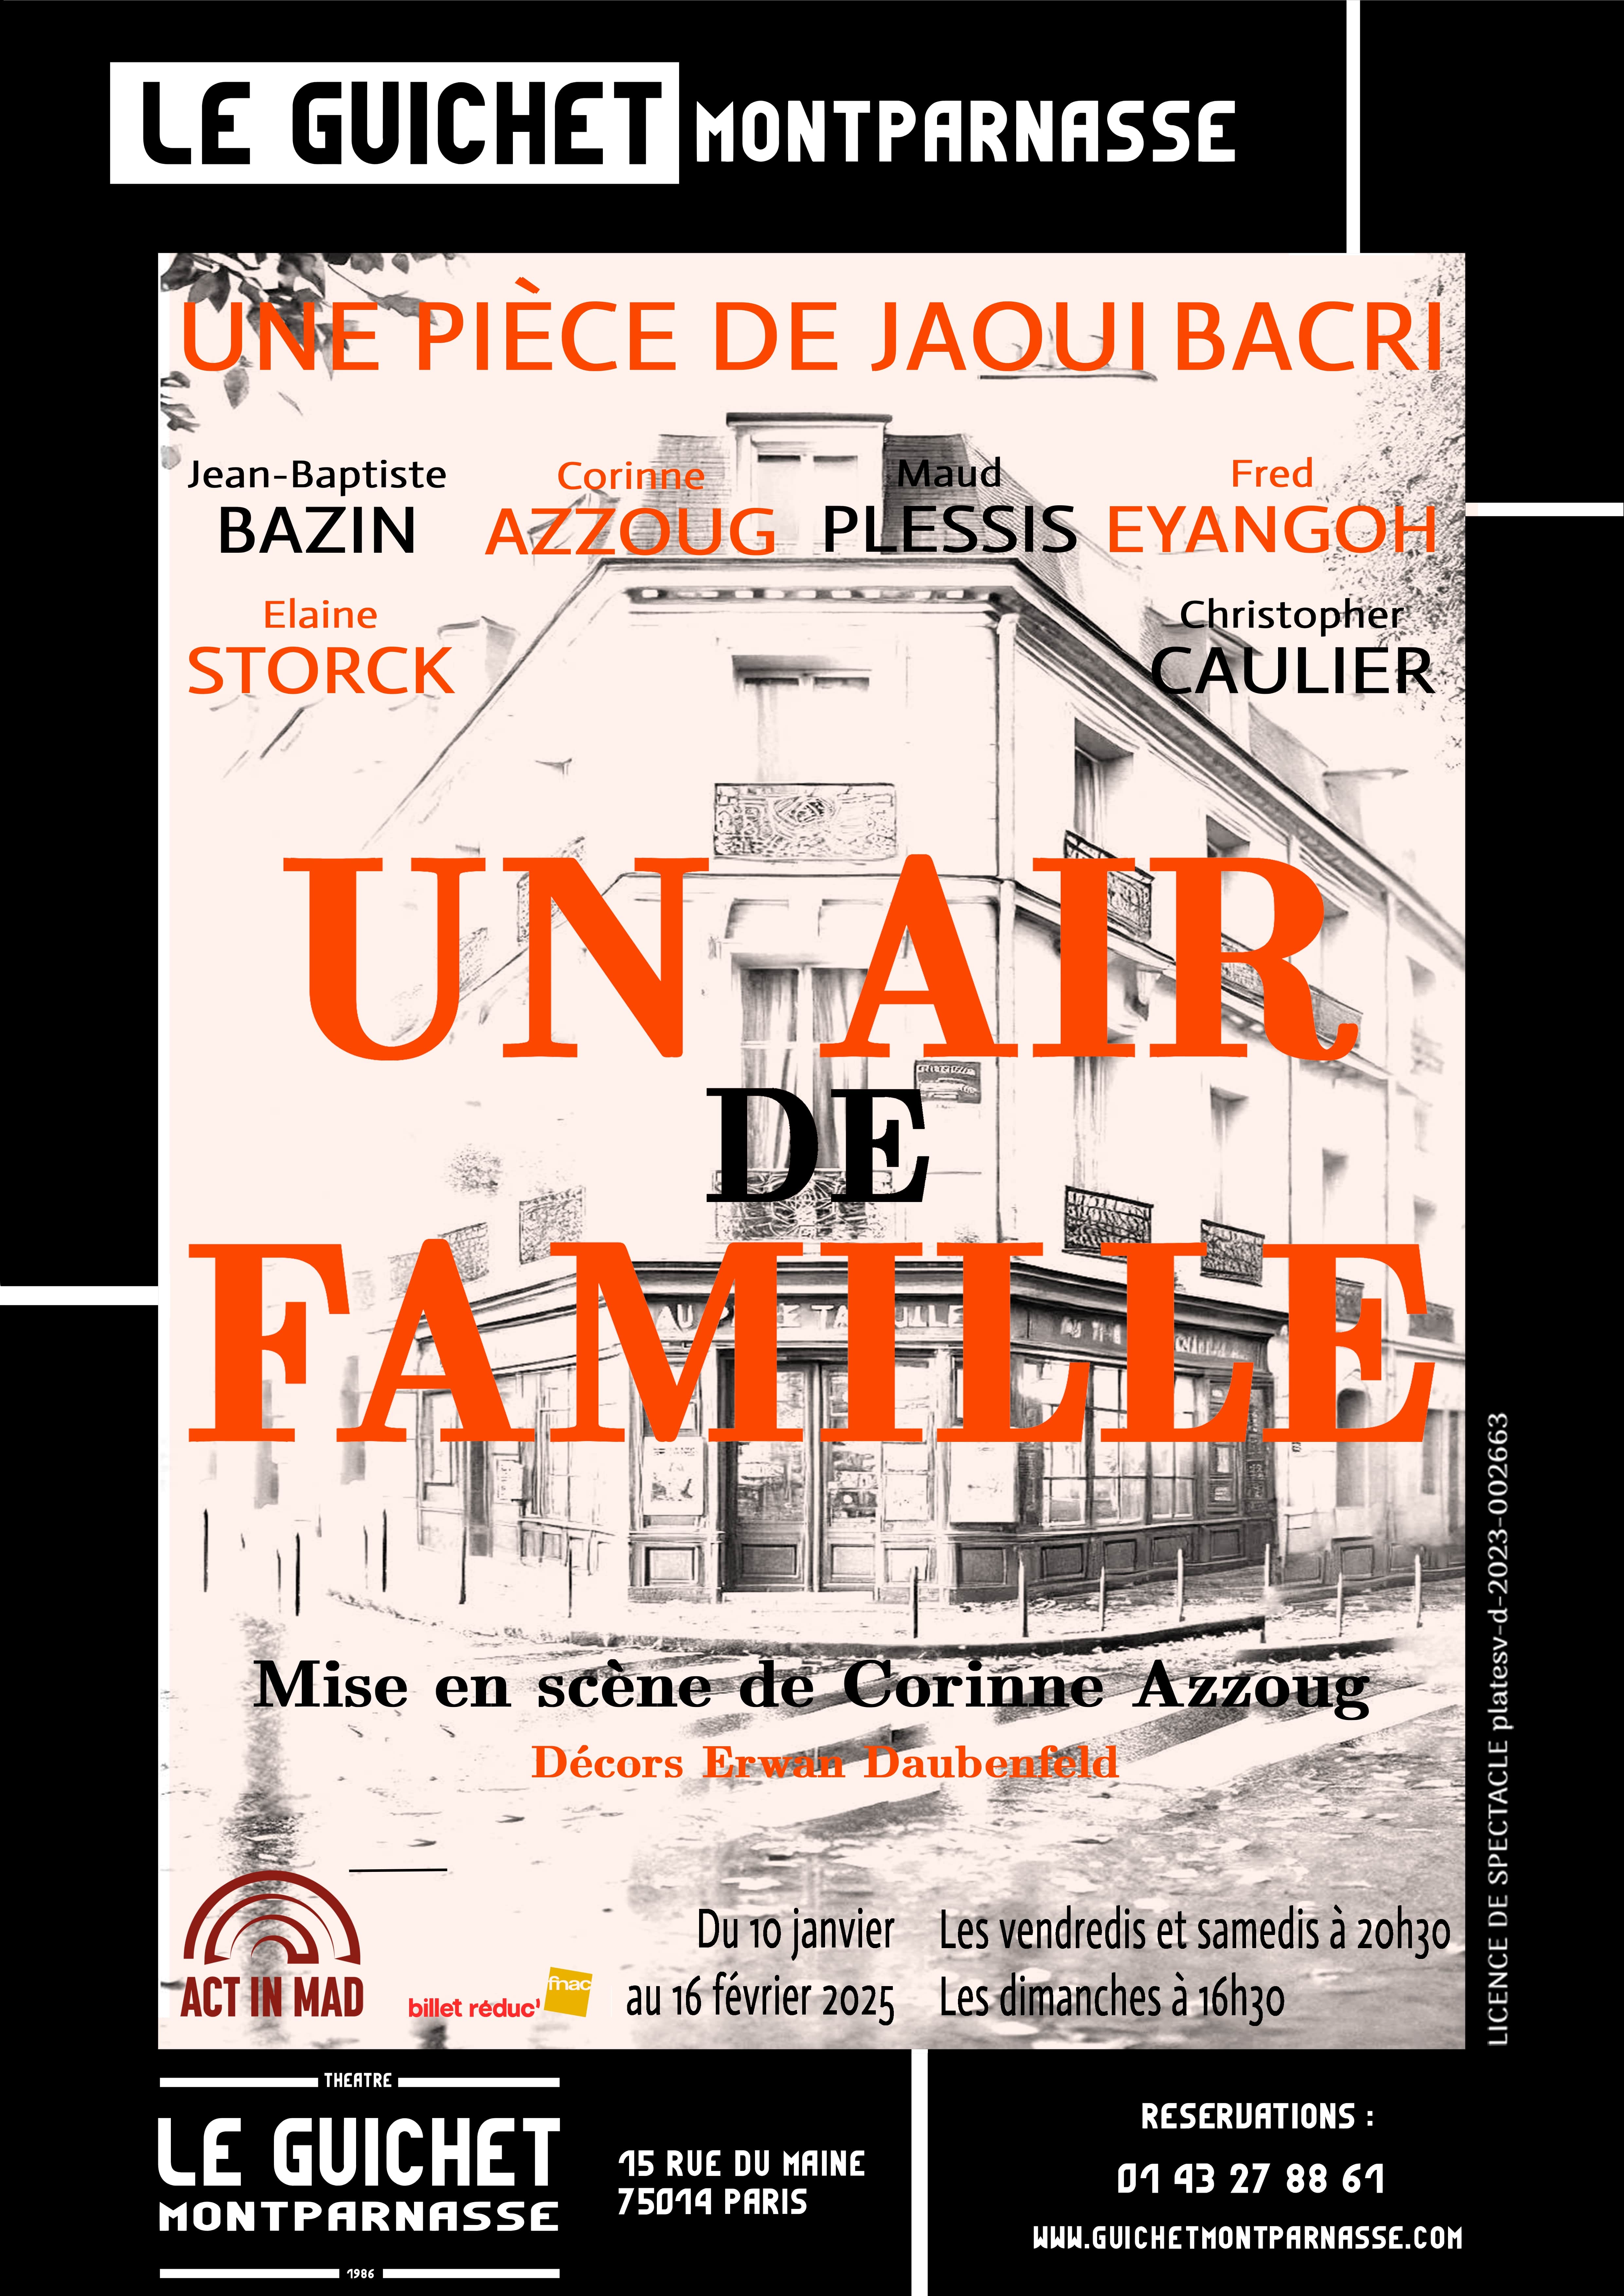 LE GUICHET MONTPARNASSE
UNE PIÈCE DE JAOUI BACRI
Jean-Baptiste BAZIN
Corinne AZZOUG
Maud PLESSIS
Fred EYANGOH
Elaine STORCK
Christopher CAULIER
UN AIR
DE
FAMILLE
Mise en scène de Corinne Azzoug
Décors Erwan Daubenfeld
ACT IN MAD
billet réduc'
fnac
Du 10 janvier
au 16 février 2025
Les vendredis et samedis à 20h30
Les dimanches à 16h30
LICENCE DE SPECTACLE platesv-d-2023-002663
THEATRE
LE GUICHET
MONTPARNASSE
1986
15 RUE DU MAINE
75014 PARIS
RESERVATIONS :
01 43 27 88 61
WWW.GUICHETMONTPARNASSE.COM